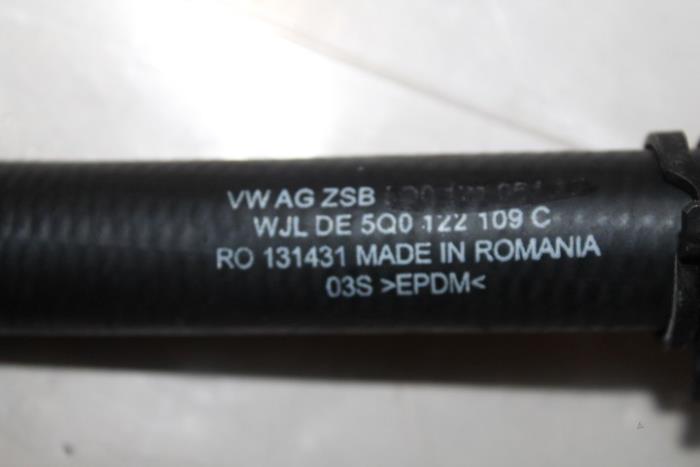 VW AG ZSB
WJL DE 5Q0 122 109 C
RO 131431 MADE IN ROMANIA
03S >EPDM<